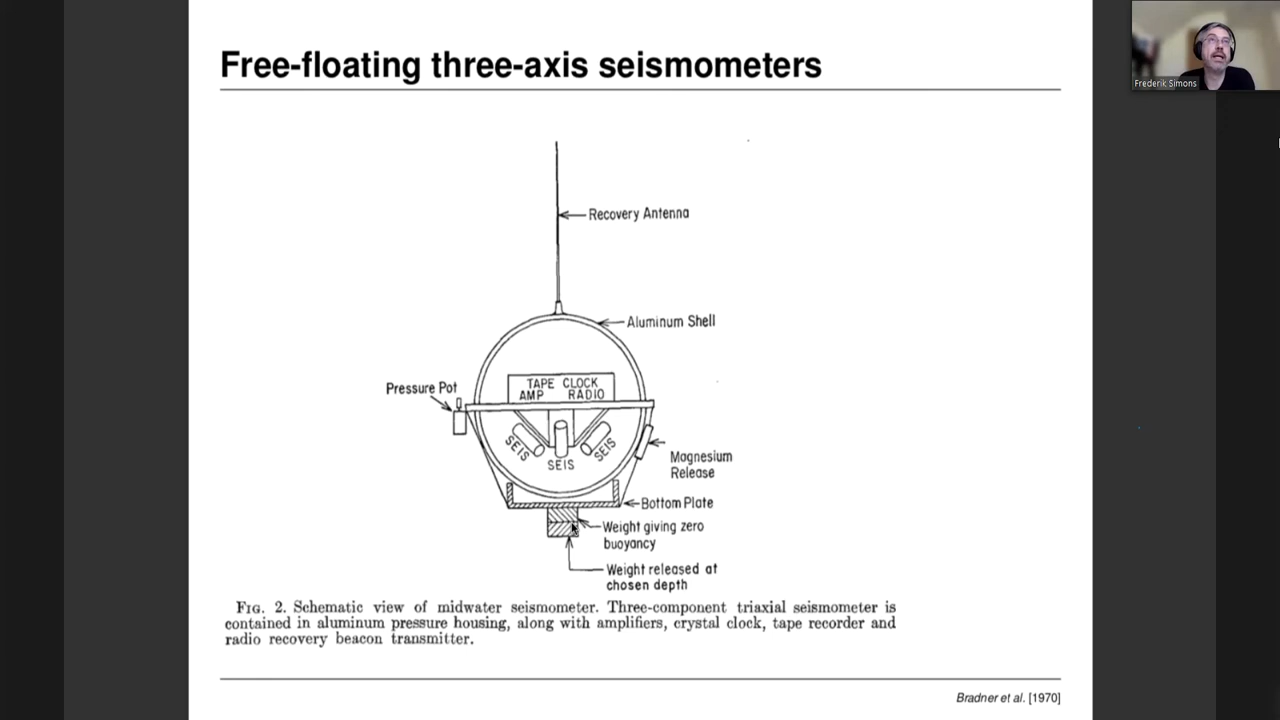 Free-floating three-axis seismometers
Frederik Simons
Recovery Antenna
Aluminum Shell
Pressure Pot
TAPE CLOCK
AMP RADIO
SEIS
SEIS
SEIS
Magnesium
Release
Bottom Plate
Weight giving zero
buoyancy
Weight released at
chosen depth
FIG. 2. Schematic view of midwater seismometer. Three-component triaxial seismometer is
contained in aluminum pressure housing, along with amplifiers, crystal clock, tape recorder and
radio recovery beacon transmitter.
Bradner et al. [1970]